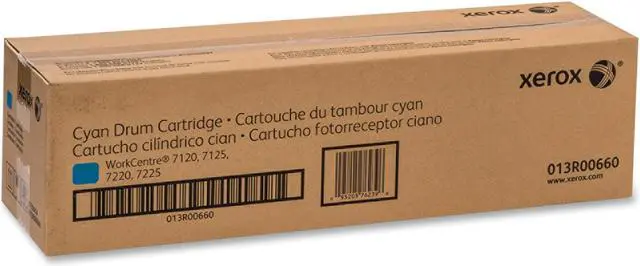 xerox
xerox
Cyan Drum Cartridge • Cartouche du tambour cyan
Cartucho cilíndrico cian • Cartucho fotorreceptor ciano
WorkCentre® 7120, 7125,
7220, 7225
013R00660
013R00660
www.xerox.com